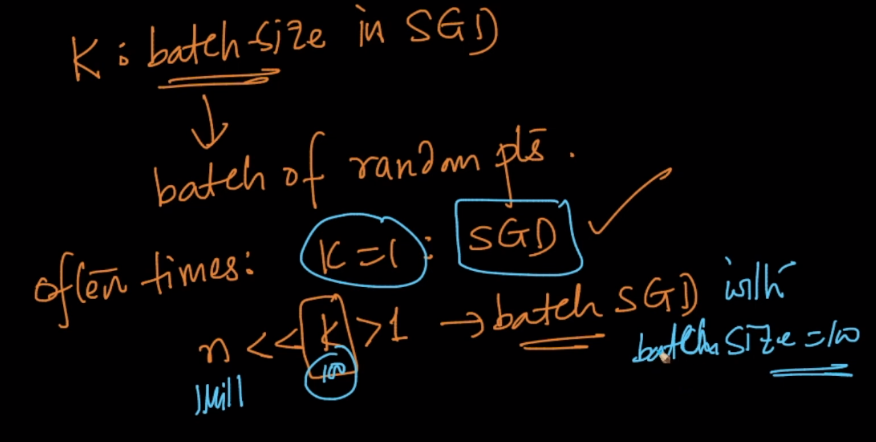 K: batch-size in SGD
↓
batch of random pts.
often times: K=1: SGD ✓
n << K > 1 → batch SGD with
batch size = 100
1Mill 100